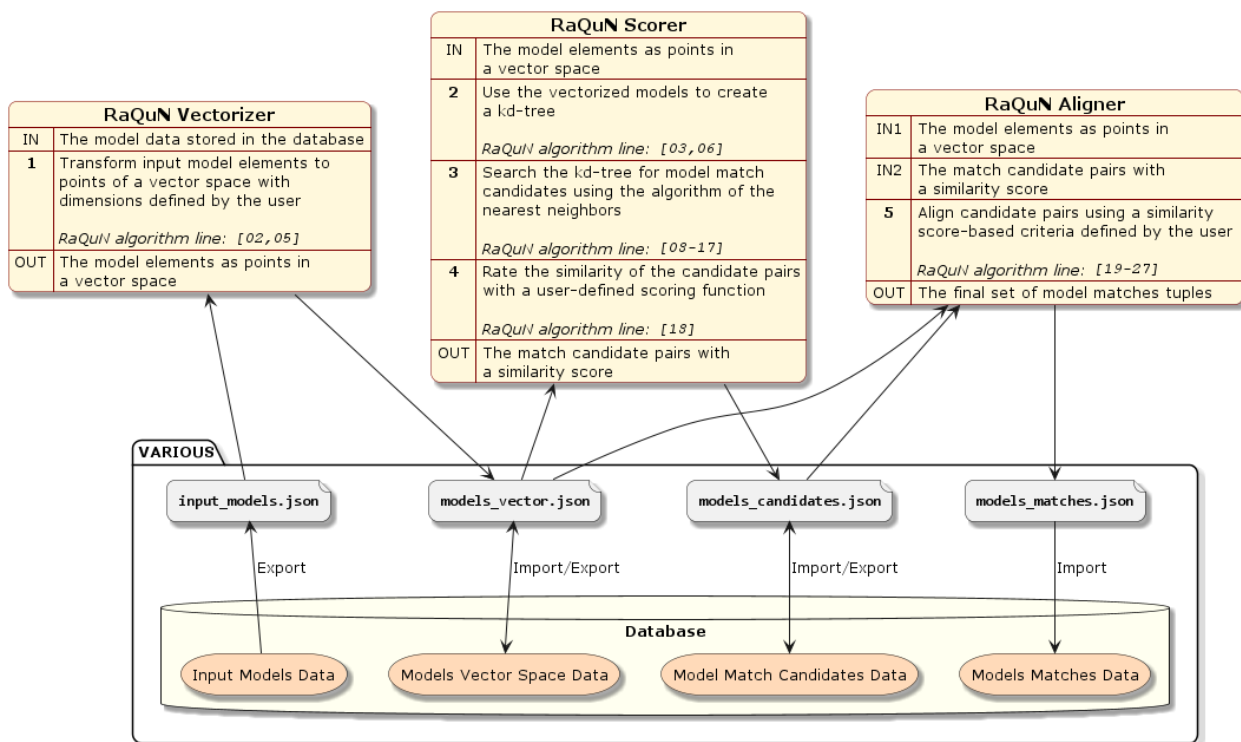 RaQuN Vectorizer
IN The model data stored in the database
1 Transform input model elements to
points of a vector space with
dimensions defined by the user
RaQuN algorithm line: [02,05]
OUT The model elements as points in
a vector space
RaQuN Scorer
IN The model elements as points in
a vector space
2 Use the vectorized models to create
a kd-tree
RaQuN algorithm line: [03,06]
3 Search the kd-tree for model match
candidates using the algorithm of the
nearest neighbors
RaQuN algorithm line: [08-17]
4 Rate the similarity of the candidate pairs
with a user-defined scoring function
RaQuN algorithm line: [18]
OUT The match candidate pairs with
a similarity score
RaQuN Aligner
IN1 The model elements as points in
a vector space
IN2 The match candidate pairs with
a similarity score
5 Align candidate pairs using a similarity
score-based criteria defined by the user
RaQuN algorithm line: [19-27]
OUT The final set of model matches tuples
VARIOUS
input_models.json
models_vector.json
models_candidates.json
models_matches.json
Export
Import/Export
Import/Export
Import
Database
Input Models Data
Models Vector Space Data
Model Match Candidates Data
Models Matches Data